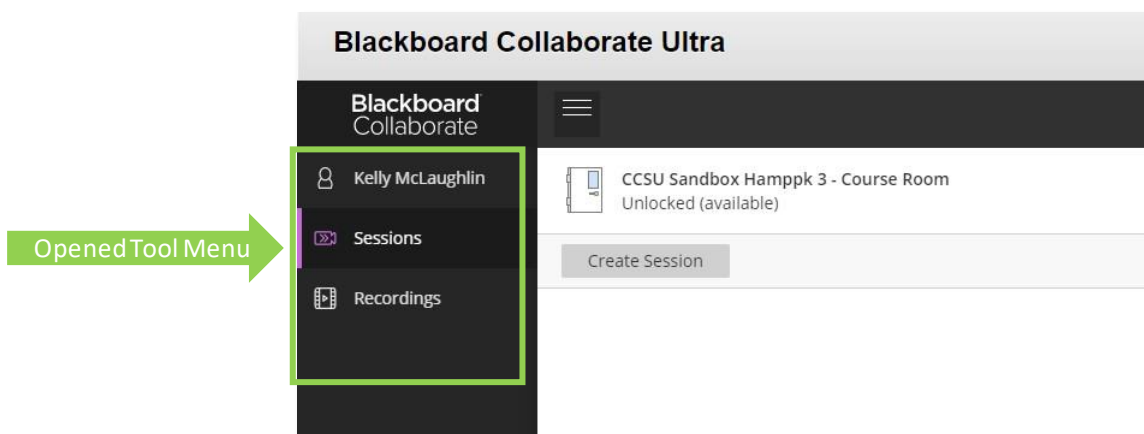 Blackboard Collaborate Ultra
Blackboard
Collaborate
Kelly McLaughlin
CCSU Sandbox Hamppk 3 - Course Room
Unlocked (available)
Sessions
Opened Tool Menu
Create Session
Recordings